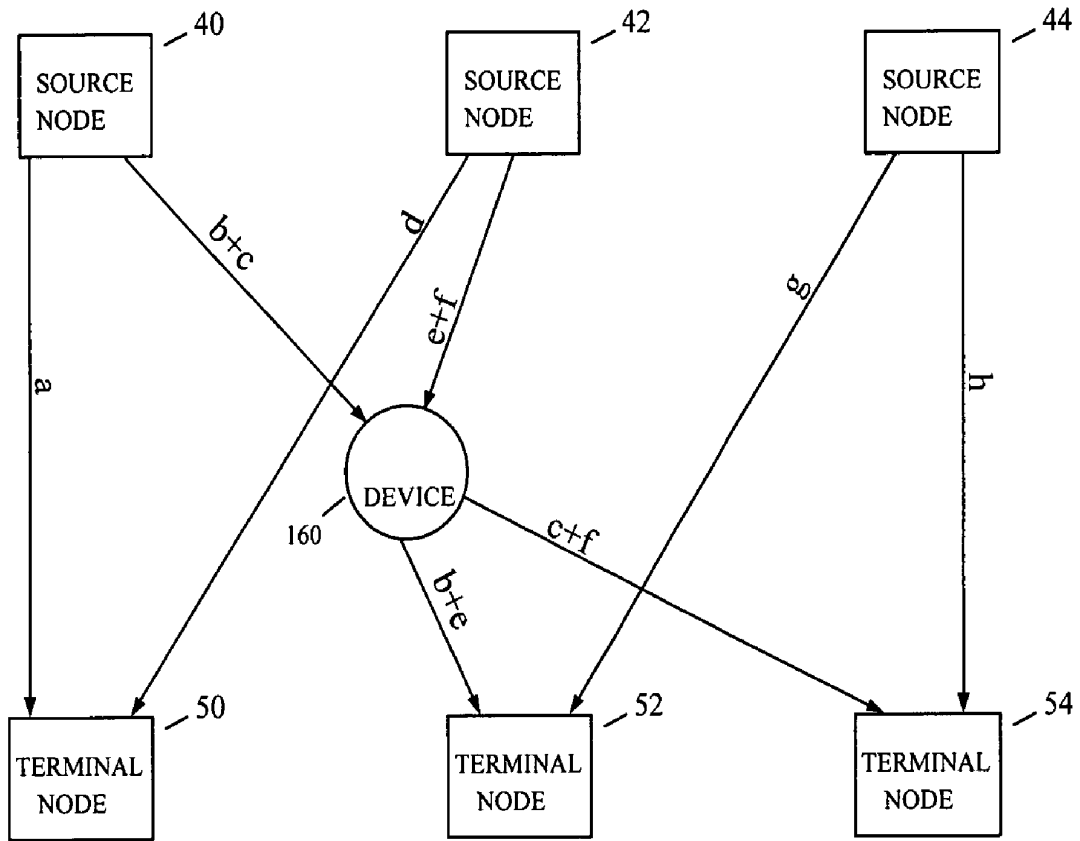 40
42
44
SOURCE
NODE
SOURCE
NODE
SOURCE
NODE
b+c
d
e+f
g
a
h
DEVICE
160
c+f
b+e
50
52
54
TERMINAL
NODE
TERMINAL
NODE
TERMINAL
NODE